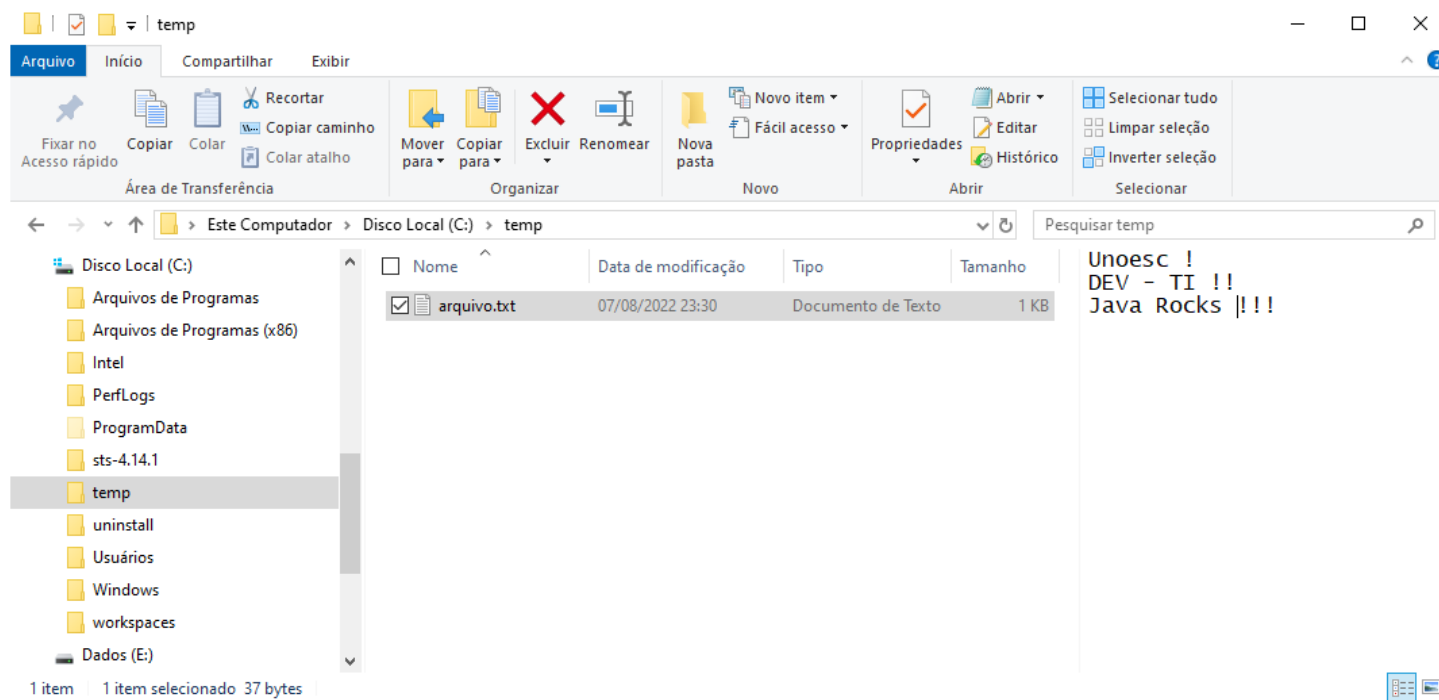 temp
Arquivo Início Compartilhar Exibir
Fixar no Acesso rápido
Copiar
Colar
Recortar
Copiar caminho
Colar atalho
Área de Transferência
Mover para
Copiar para
Excluir
Renomear
Organizar
Nova pasta
Novo item
Fácil acesso
Novo
Propriedades
Abrir
Editar
Histórico
Abrir
Selecionar tudo
Limpar seleção
Inverter seleção
Selecionar
Este Computador > Disco Local (C:) > temp
Pesquisar temp
Disco Local (C:)
Arquivos de Programas
Arquivos de Programas (x86)
Intel
PerfLogs
ProgramData
sts-4.14.1
temp
uninstall
Usuários
Windows
workspaces
Dados (E:)
Nome Data de modificação Tipo Tamanho
arquivo.txt 07/08/2022 23:30 Documento de Texto 1 KB
Unoesc !
DEV - TI !!
Java Rocks !!!
1 item 1 item selecionado 37 bytes